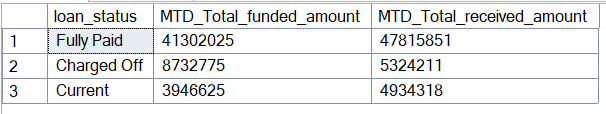 loan_status MTD_Total_funded_amount MTD_Total_received_amount
1 Fully Paid 41302025 47815851
2 Charged Off 8732775 5324211
3 Current 3946625 4934318